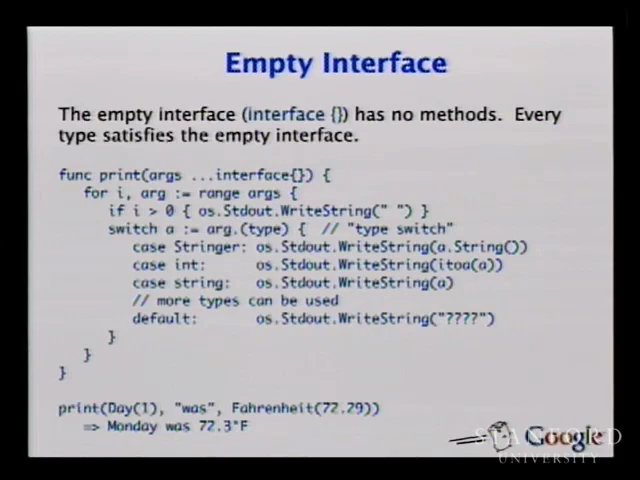 Empty Interface
The empty interface (interface {}) has no methods. Every
type satisfies the empty interface.
func print(args ...interface{}) {
for i, arg := range args {
if i > 0 { os.Stdout.WriteString(" ") }
switch a := arg.(type) { // "type switch"
case Stringer: os.Stdout.WriteString(a.String())
case int: os.Stdout.WriteString(itoa(a))
case string: os.Stdout.WriteString(a)
// more types can be used
default: os.Stdout.WriteString("????")
}
}
}
print(Day(1), "was", Fahrenheit(72.29))
=> Monday was 72.3°F
Google
STANFORD
UNIVERSITY